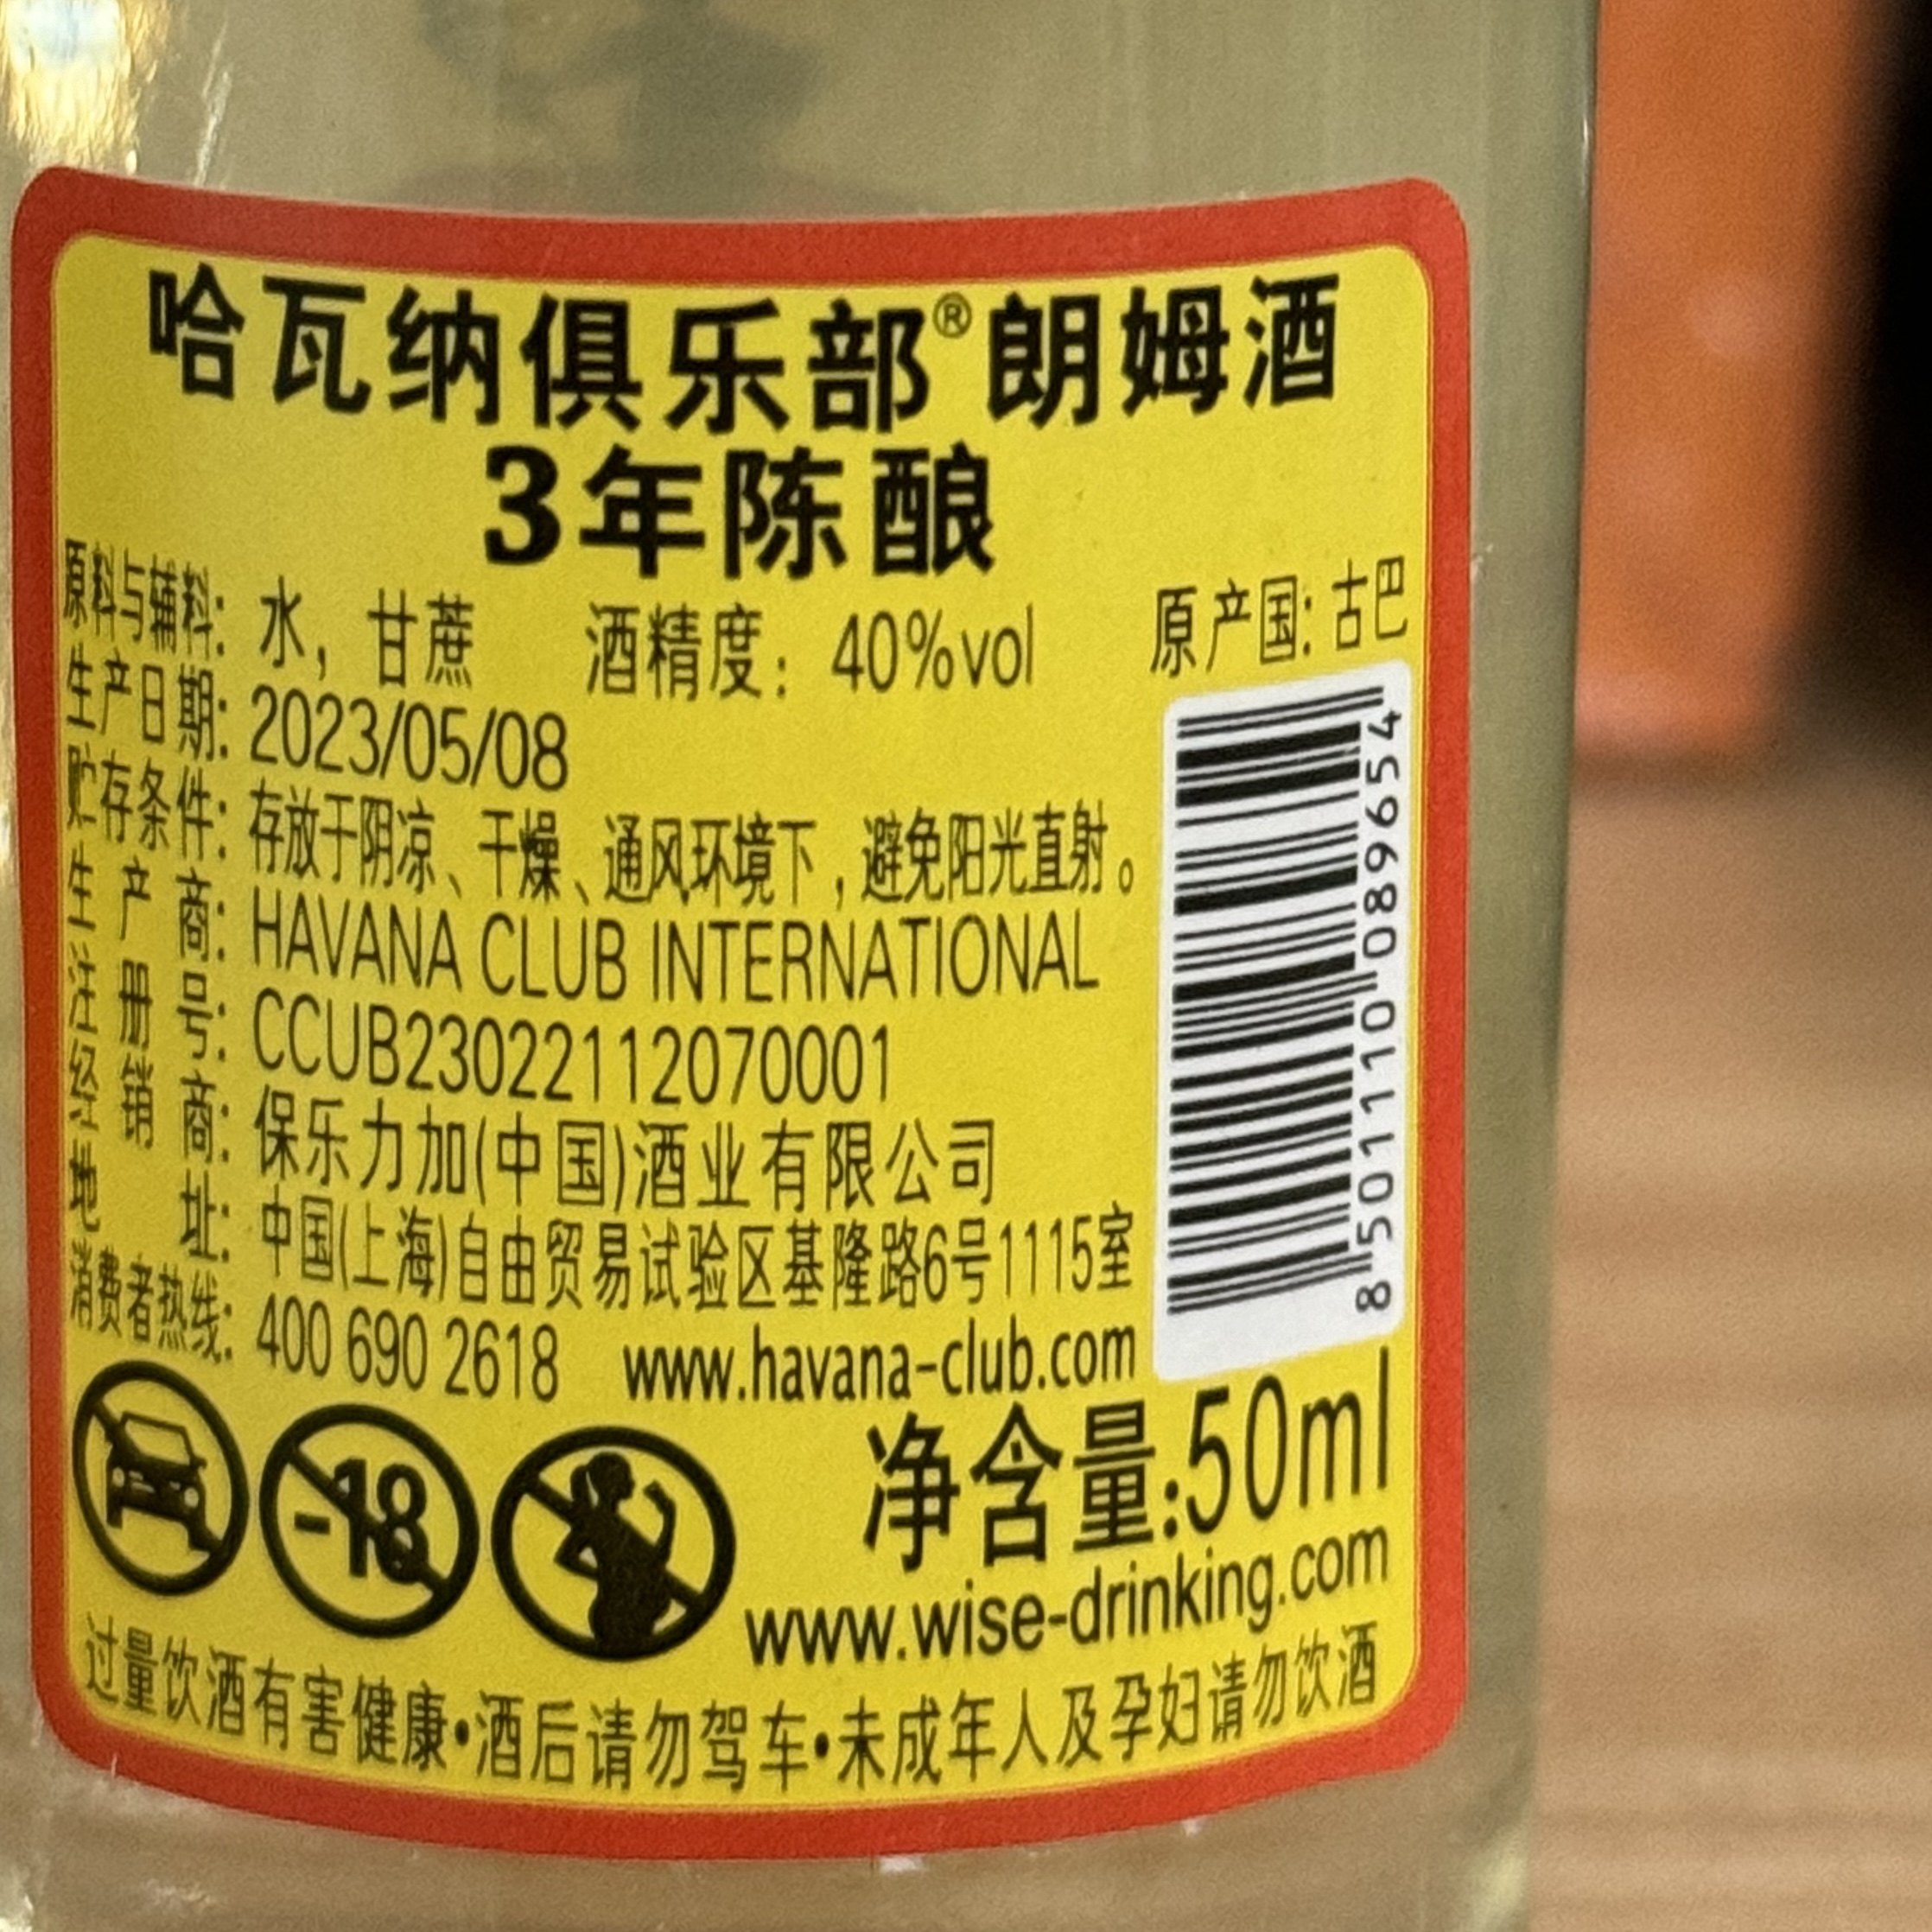 哈瓦纳俱乐部®朗姆酒
3年陈酿
原料与辅料: 水, 甘蔗 酒精度: 40%vol 原产国: 古巴
生产日期: 2023/05/08
贮存条件: 存放于阴凉、干燥、通风环境下,避免阳光直射。
生产商: HAVANA CLUB INTERNATIONAL
注册号: CCUB23022112070001
经销商: 保乐力加(中国)酒业有限公司
地址: 中国(上海)自由贸易试验区基隆路6号1115室
消费者热线: 400 690 2618 www.havana-club.com
8 501110 089654
-18
净含量:50ml
www.wise-drinking.com
过量饮酒有害健康•酒后请勿驾车•未成年人及孕妇请勿饮酒